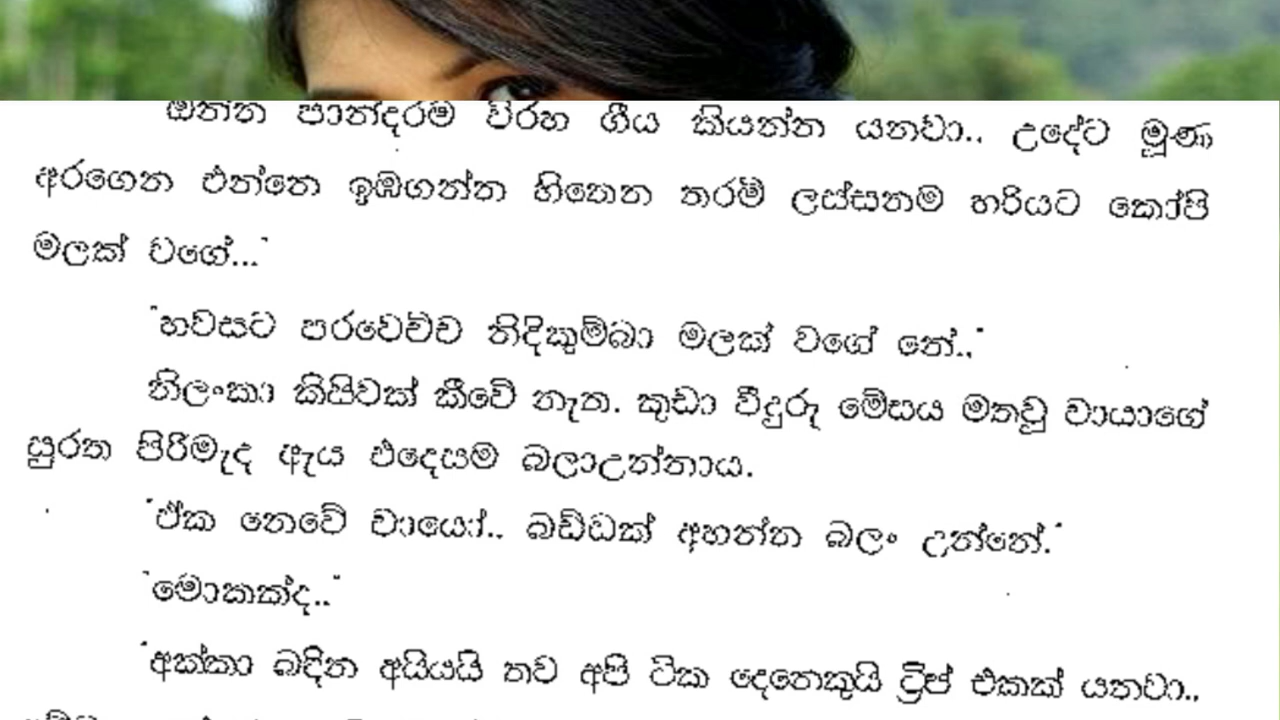 ඔන්න පාන්දරම විරහ ගීය කියන්න යනවා.. උදේට මූණ
අරගෙන එන්නෙ ඉඹගන්න හිතෙන තරම් ලස්සනම හරියට කෝපි
මලක් වගේ..."
"හවසට පරවෙච්ච නිදිකුම්බා මලක් වගේ නේ.."
නිලංකා කිසිවක් කීවේ නැත. කුඩා වීදුරු මේසය මතවූ වායාගේ
සුරත පිරිමැද ඇය එදෙසම බලාඋන්නාය.
"ඒක නෙවේ වායෝ.. බඩ්ඩක් අහන්න බලං උන්නේ."
"මොකක්ද.."
"අක්කා බඳින අයියයි තව අපි ටික දෙනෙකුයි ට්‍රිප් එකක් යනවා..